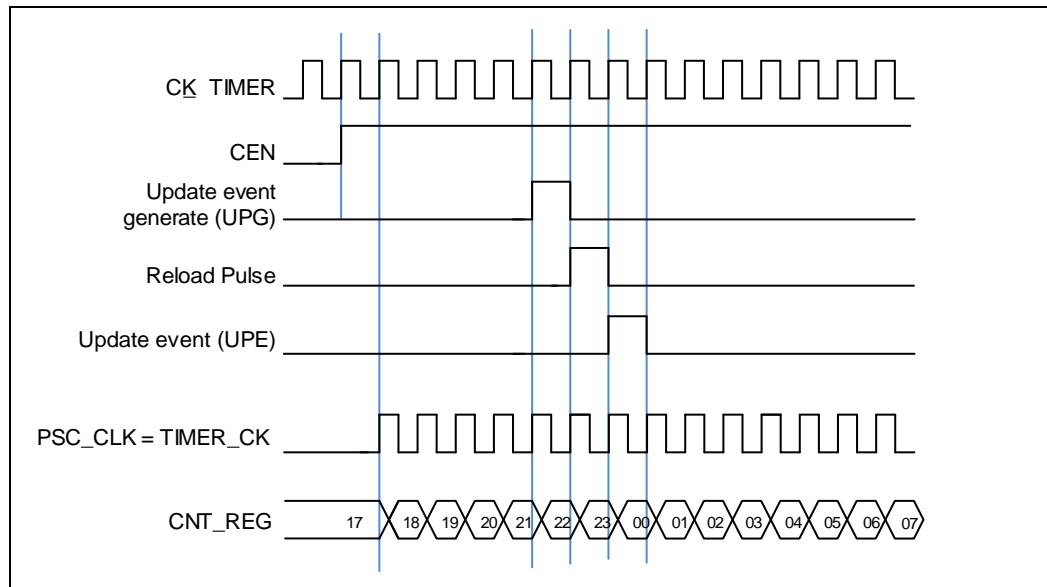 CK TIMER
CEN
Update event
generate (UPG)
Reload Pulse
Update event (UPE)
PSC_CLK = TIMER_CK
CNT_REG 17 18 19 20 21 22 23 00 01 02 03 04 05 06 07